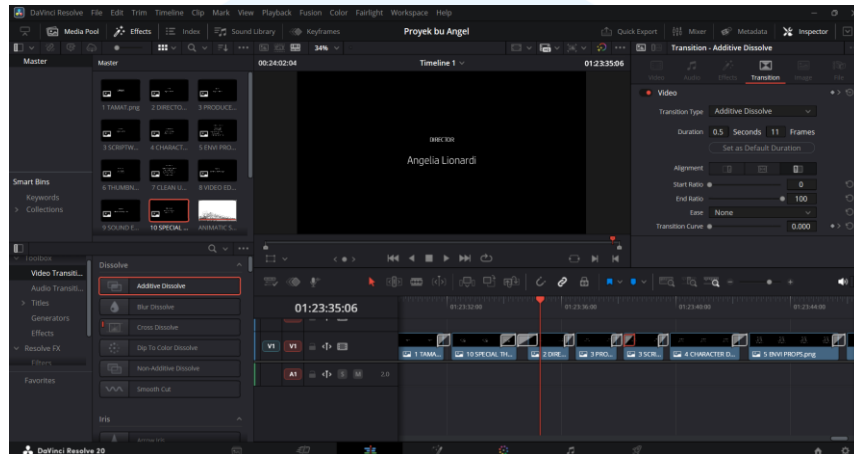 DaVinci Resolve File Edit Trim Timeline Clip Mark View Playback Fusion Color Fairlight Workspace Help
Media Pool Effects Index Sound Library Keyframes Proyek bu Angel Quick Export Mixer Metadata Inspector
34% Transition - Additive Dissolve
Master Master 00:24:02:04 Timeline 1 01:23:35:06
Video Audio Effects Transition Image File
1 TAMAT.png 2 DIRECTO... 3 PRODUCE...
Video
Transition Type Additive Dissolve
Duration 0.5 Seconds 11 Frames
Set as Default Duration
3 SCRIPTW... 4 CHARACT... 5 ENVI PRO...
DIRECTOR
Angelia Lionardi
Alignment
Smart Bins
Keywords
Collections
6 THUMBN... 7 CLEAN U... 8 VIDEO ED...
Start Ratio 0
End Ratio 100
Ease None
Transition Curve 0.000
9 SOUND E... 10 SPECIAL ... ANIMATIC S...
Toolbox
Video Transiti...
Audio Transiti...
Titles
Generators
Effects
Resolve FX
Filters
Favorites
Dissolve
Additive Dissolve
Blur Dissolve
Cross Dissolve
Dip To Color Dissolve
Non-Additive Dissolve
Smooth Cut
Iris
01:23:35:06
01:23:32:00 01:23:36:00 01:23:40:00 01:23:44:00
V1 V1
1 TAMA... 10 SPECIAL TH... 2 DIRE... 3 PRO... 3 SCRI... 4 CHARACTER D... 5 ENVI PROPS.png
A1 S M 2.0
DaVinci Resolve 20